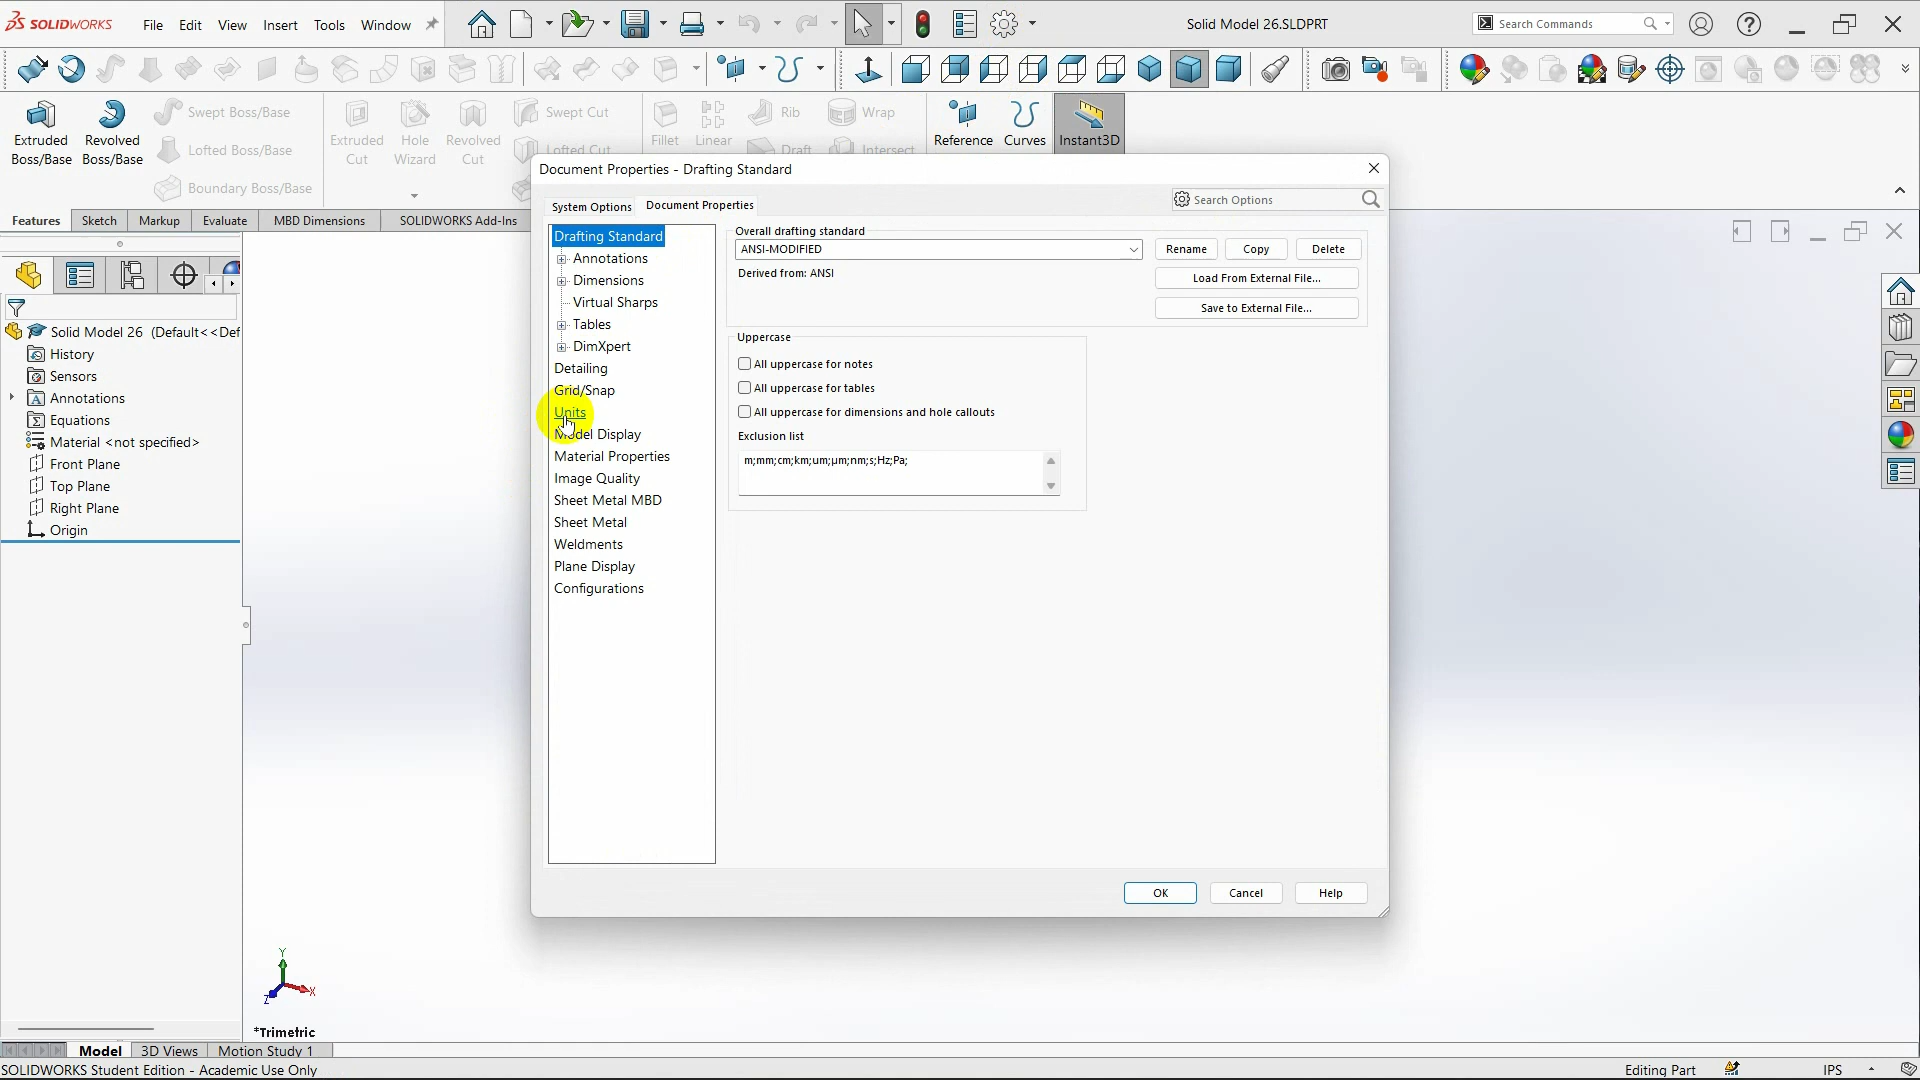 SOLIDWORKS
File Edit View Insert Tools Window
Solid Model 26.SLDPRT
Search Commands
Extruded Boss/Base
Revolved Boss/Base
Swept Boss/Base
Lofted Boss/Base
Boundary Boss/Base
Extruded Cut
Hole Wizard
Revolved Cut
Swept Cut
Lofted Cut
Fillet
Linear
Rib
Draft
Wrap
Intersect
Reference
Curves
Instant3D
Features Sketch Markup Evaluate MBD Dimensions SOLIDWORKS Add-Ins
Solid Model 26 (Default<<Def
History
Sensors
Annotations
Equations
Material <not specified>
Front Plane
Top Plane
Right Plane
Origin
Document Properties - Drafting Standard
System Options Document Properties
Search Options
Drafting Standard
Annotations
Dimensions
Virtual Sharps
Tables
DimXpert
Detailing
Grid/Snap
Units
Model Display
Material Properties
Image Quality
Sheet Metal MBD
Sheet Metal
Weldments
Plane Display
Configurations
Overall drafting standard
ANSI-MODIFIED
Rename Copy Delete
Derived from: ANSI
Load From External File...
Save to External File...
Uppercase
All uppercase for notes
All uppercase for tables
All uppercase for dimensions and hole callouts
Exclusion list
m;mm;cm;km;um;µm;nm;s;Hz;Pa;
OK Cancel Help
Y
X
Z
*Trimetric
Model 3D Views Motion Study 1
SOLIDWORKS Student Edition - Academic Use Only
Editing Part
IPS